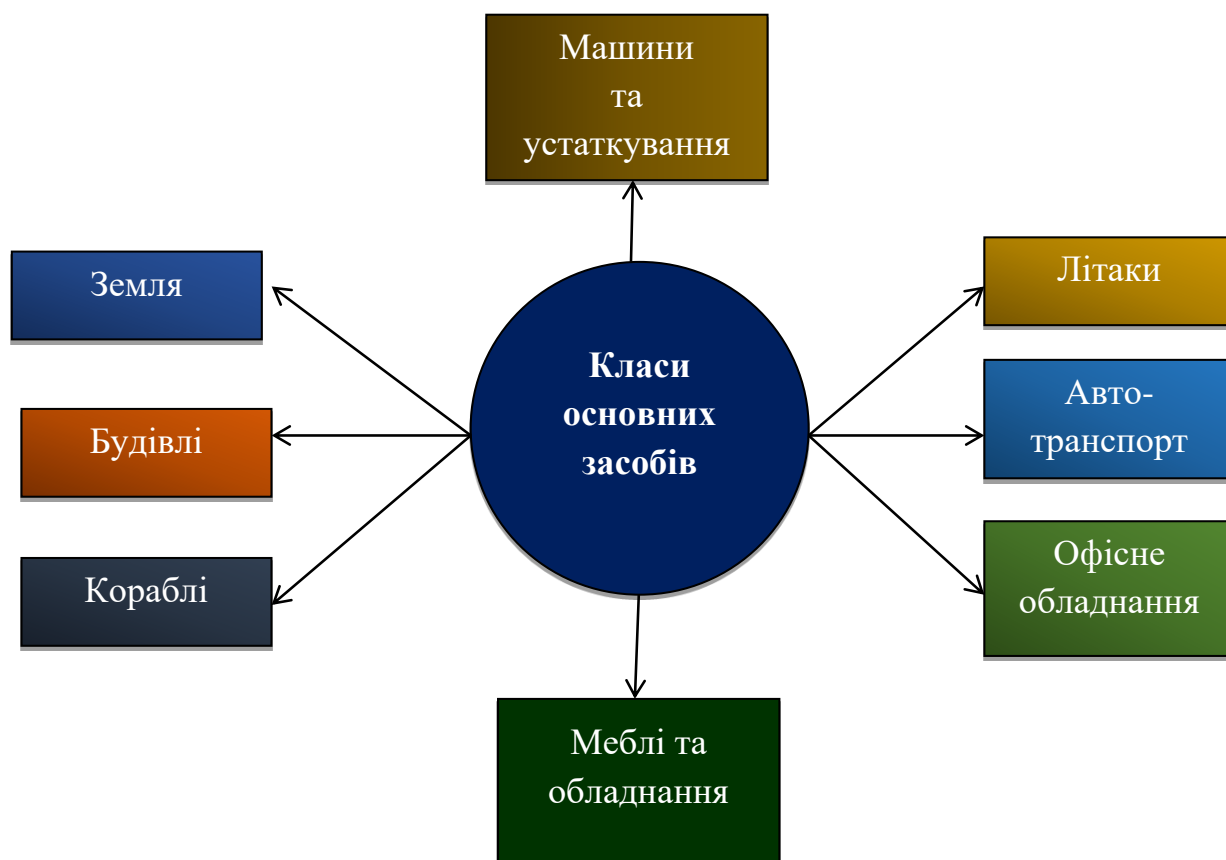 Машини
та
устаткування
Земля
Літаки
Класи
основних
засобів
Авто-
транспорт
Будівлі
Кораблі
Офісне
обладнання
Меблі та
обладнання